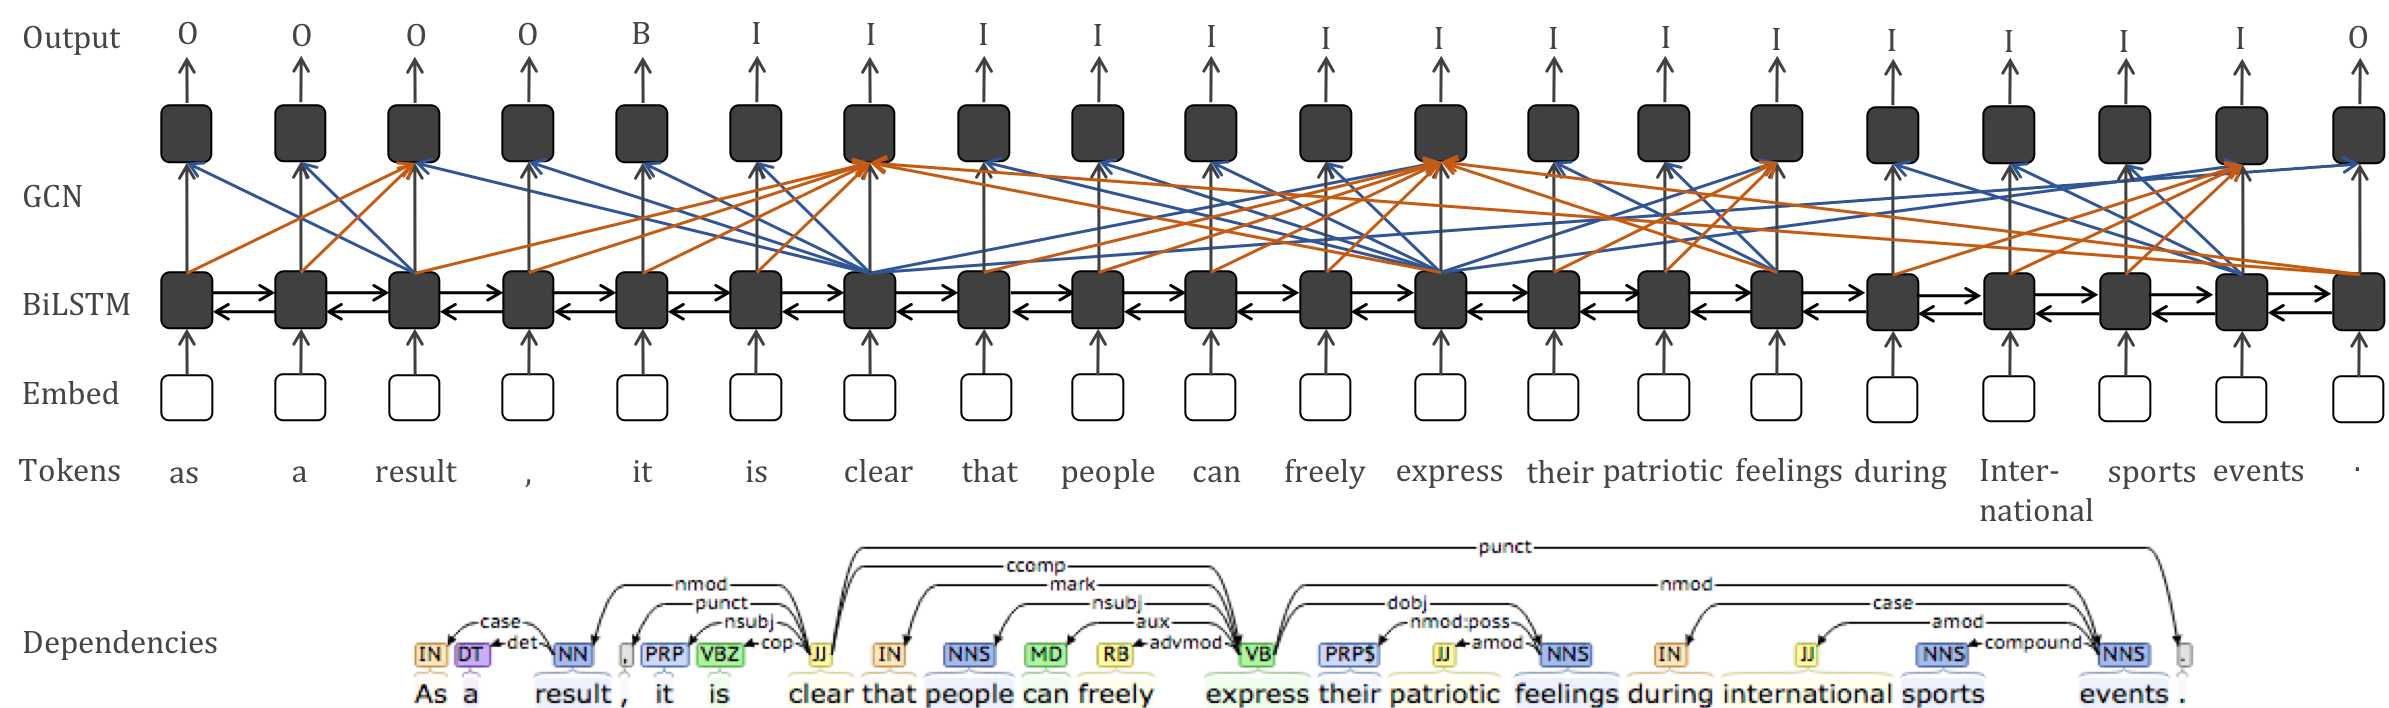 Output O O O O B I I I I I I I I I I I I I I O
GCN
BiLSTM
Embed
Tokens as a result , it is clear that people can freely express their patriotic feelings during Inter- sports events .
national
punct
ccomp
nmod mark nmod
punct nsubj dobj case
case nsubj aux nmod:poss amod
Dependencies det cop advmod amod compound
IN DT NN , PRP VBZ JJ IN NNS MD RB VB PRP$ JJ NNS IN JJ NNS NNS .
As a result , it is clear that people can freely express their patriotic feelings during international sports events .